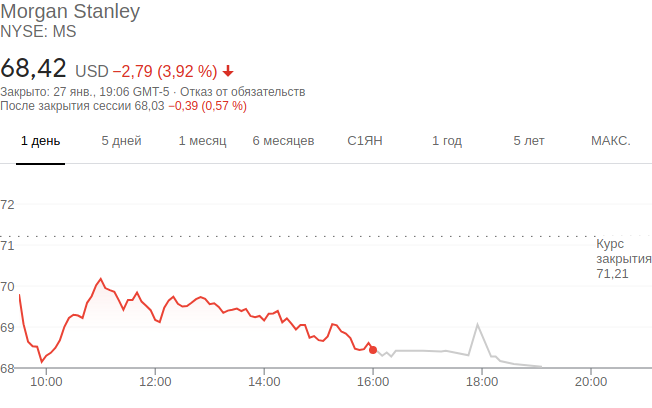 Morgan Stanley
NYSE: MS
68,42 USD −2,79 (3,92 %)
Закрыто: 27 янв., 19:06 GMT-5 · Отказ от обязательств
После закрытия сессии 68,03 −0,39 (0,57 %)
1 день 5 дней 1 месяц 6 месяцев С1ЯН 1 год 5 лет МАКС.
72
71
Курс
закрытия
71,21
70
69
68
10:00 12:00 14:00 16:00 18:00 20:00